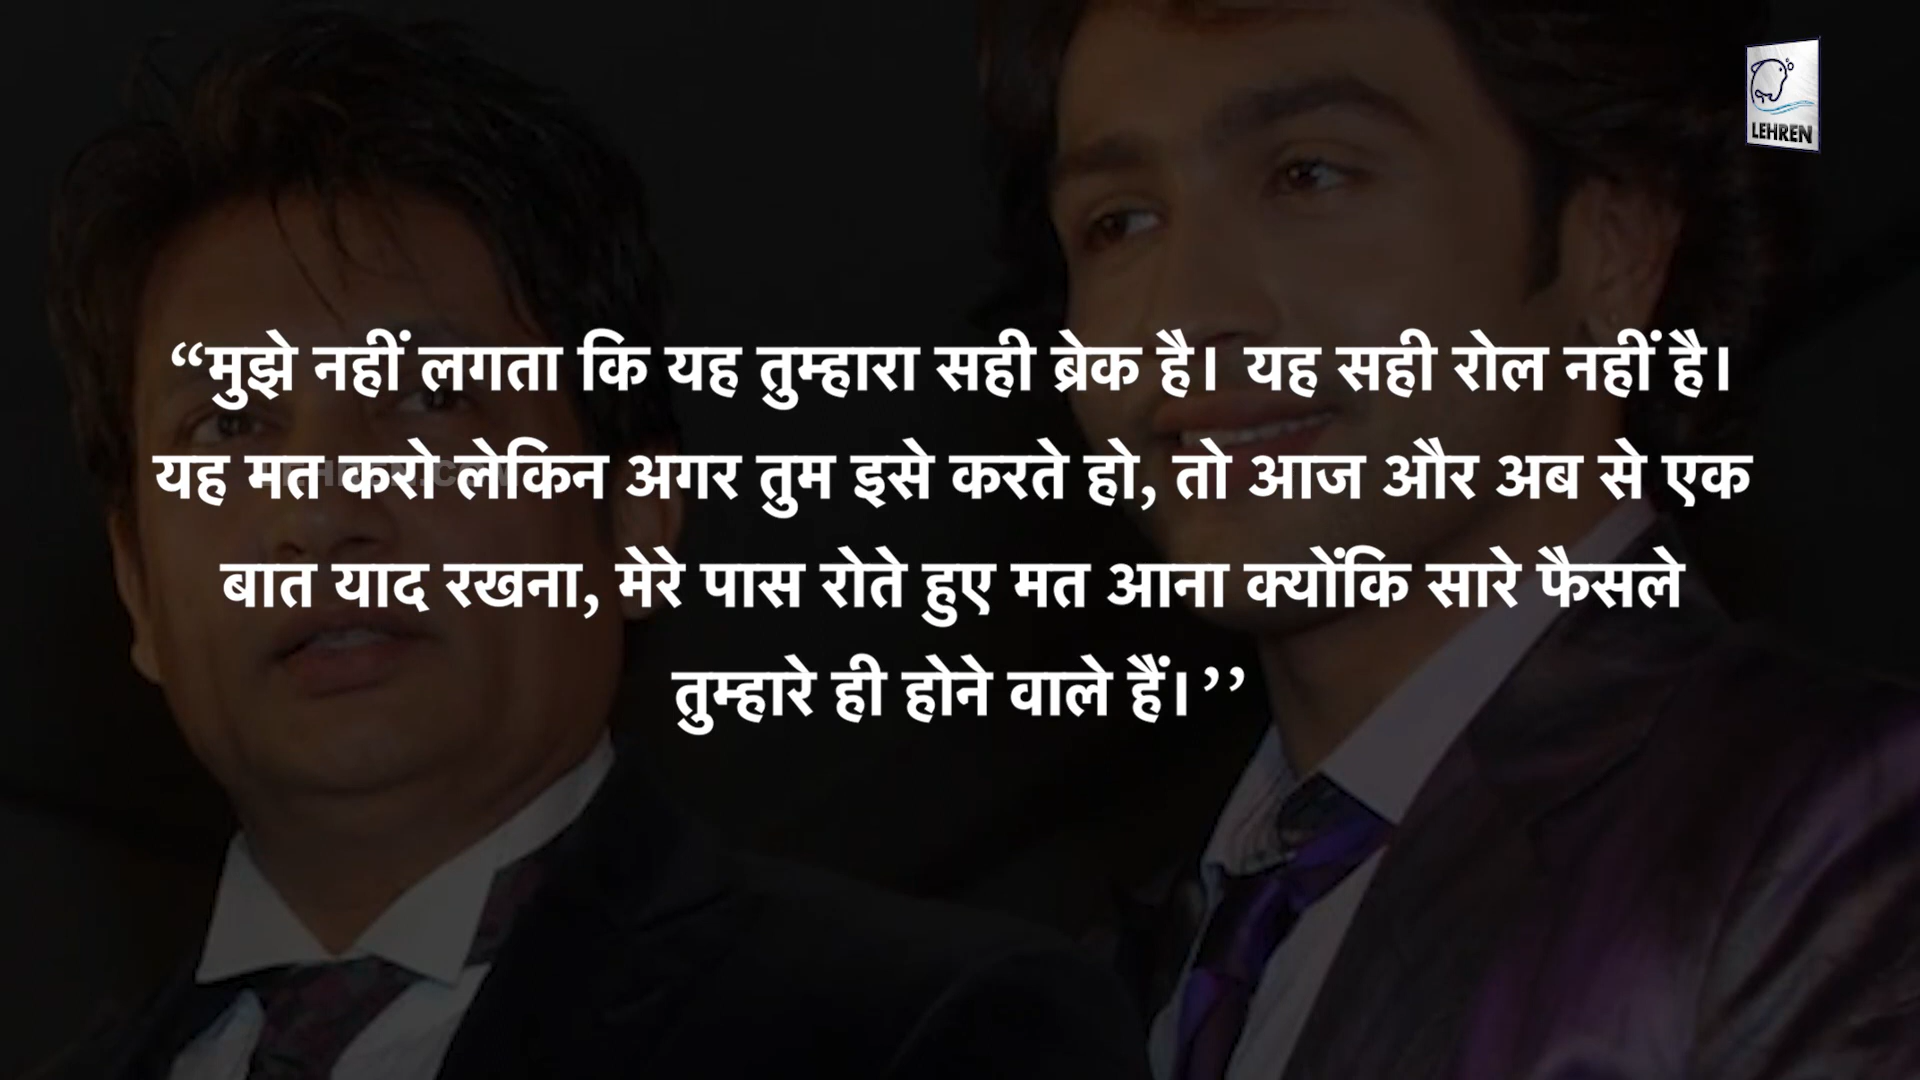 LEHREN
“मुझे नहीं लगता कि यह तुम्हारा सही ब्रेक है। यह सही रोल नहीं है।
यह मत करो लेकिन अगर तुम इसे करते हो, तो आज और अब से एक
बात याद रखना, मेरे पास रोते हुए मत आना क्योंकि सारे फैसले
तुम्हारे ही होने वाले हैं।’’